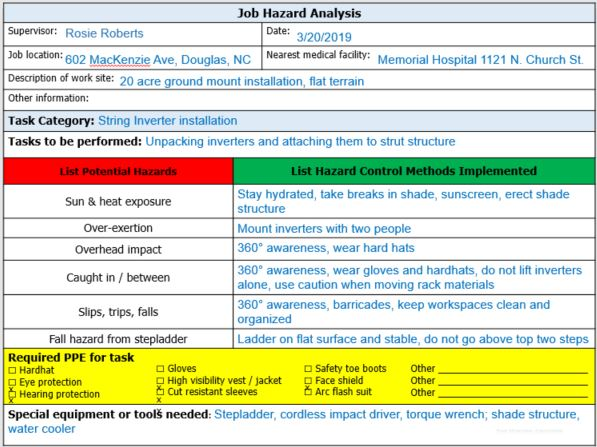 Job Hazard Analysis
Supervisor: Rosie Roberts Date: 3/20/2019
Job location: 602 MacKenzie Ave, Douglas, NC Nearest medical facility: Memorial Hospital 1121 N. Church St.
Description of work site: 20 acre ground mount installation, flat terrain
Other information:
Task Category: String Inverter installation
Tasks to be performed: Unpacking inverters and attaching them to strut structure
List Potential Hazards List Hazard Control Methods Implemented
Sun & heat exposure
Stay hydrated, take breaks in shade, sunscreen, erect shade
structure
Over-exertion Mount inverters with two people
Overhead impact 360° awareness, wear hard hats
Caught in / between
360° awareness, wear gloves and hardhats, do not lift inverters
alone, use caution when moving rack materials
Slips, trips, falls
360° awareness, barricades, keep workspaces clean and
organized
Fall hazard from stepladder Ladder on flat surface and stable, do not go above top two steps
Required PPE for task
☐ Hardhat ☐ Gloves ☐ Safety toe boots Other
☐ Eye protection ☐ High visibility vest / jacket ☐ Face shield Other
x x x
☐ Hearing protection ☐ Cut resistant sleeves ☐ Arc flash suit Other
x
Special equipment or tools needed: Stepladder, cordless impact driver, torque wrench; shade structure,
water cooler